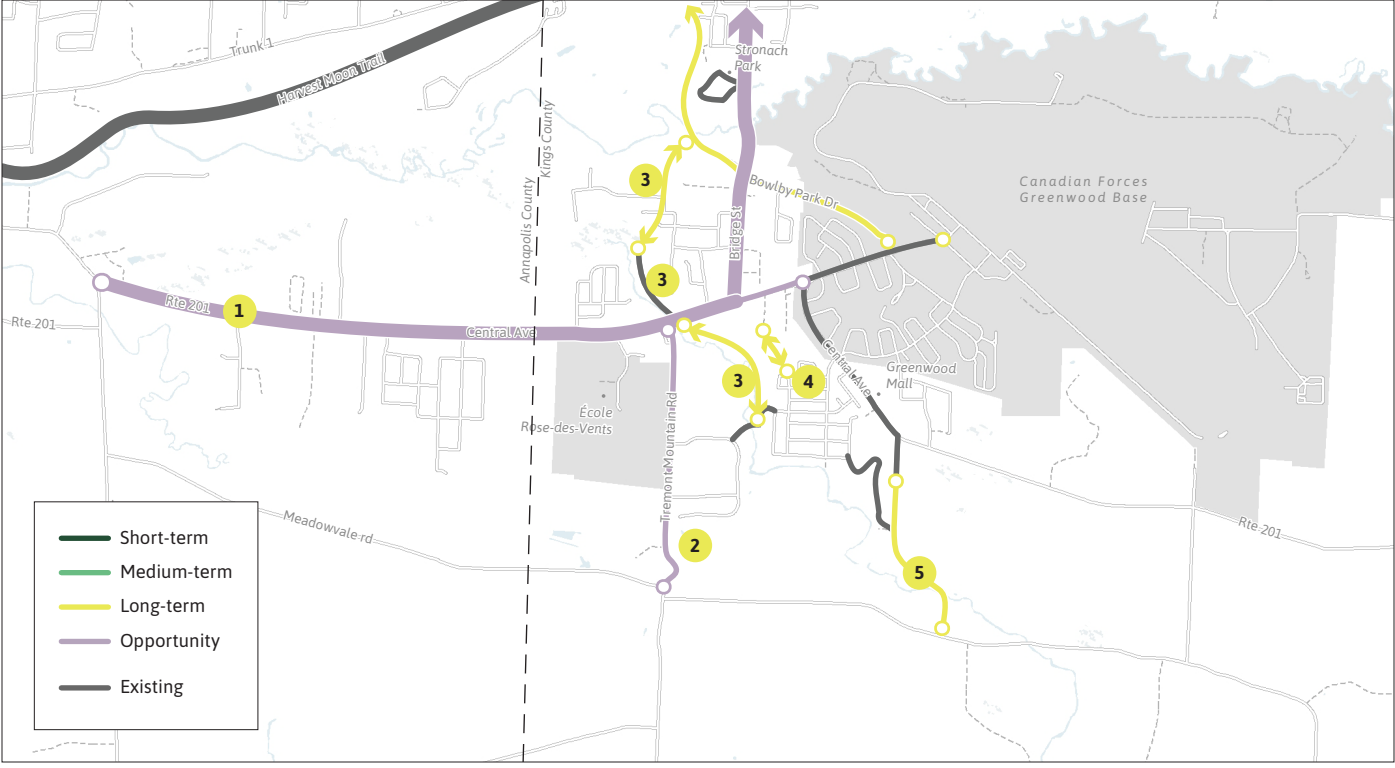 Trunk 1
Harvest Moon Trail
Stronach
Park
Kings County
Annapolis County
3
Bowlby Park Dr
Canadian Forces
Greenwood Base
Bridge St
3
Rte 201
1
Rte 201
Central Ave
Central Ave
Greenwood
Mall
3
4
École
Rose-des-Vents
Tremont Mountain Rd
Meadowvale rd
Rte 201
2
5
Short-term
Medium-term
Long-term
Opportunity
Existing